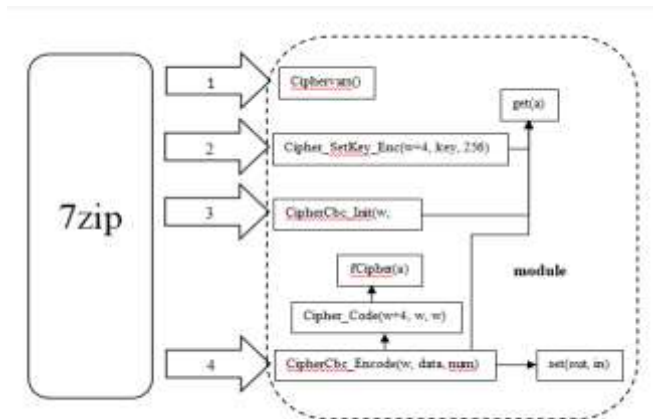 1
Ciphervars()
get(a)
2
Cipher_SetKey_Enc(w+4, key, 256)
7zip
3
CipherCbc_Init(w,
fCipher(a)
module
Cipher_Code(w+4, w, w)
4
CipherCbc_Encode(w, data, num)
set(out, in)